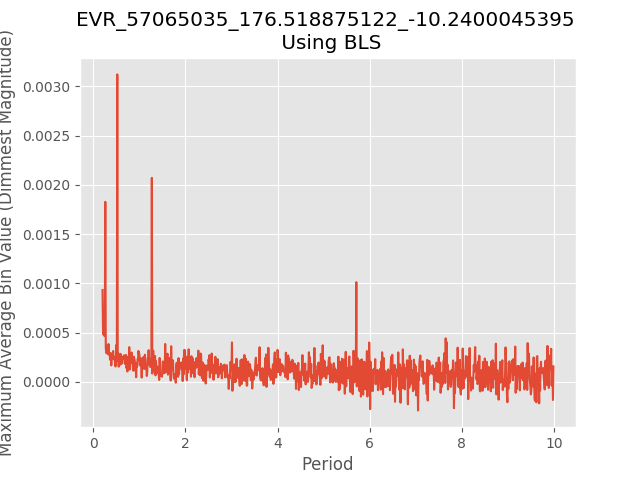 EVR_57065035_176.518875122_-10.2400045395
Using BLS
Maximum Average Bin Value (Dimmest Magnitude)
0.0030
0.0025
0.0020
0.0015
0.0010
0.0005
0.0000
0 2 4 6 8 10
Period